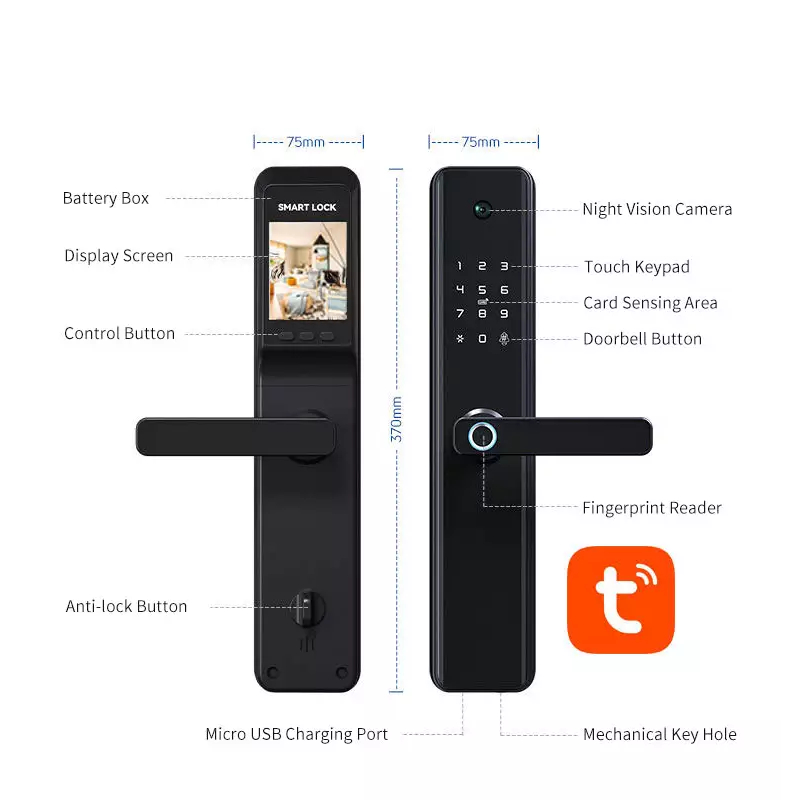 75mm
75mm
Battery Box
SMART LOCK
Night Vision Camera
Display Screen
1 2 3
Touch Keypad
4 5 6
Card Sensing Area
7 8 9
Control Button
* 0
Doorbell Button
370mm
Fingerprint Reader
t
Anti-lock Button
Micro USB Charging Port
Mechanical Key Hole